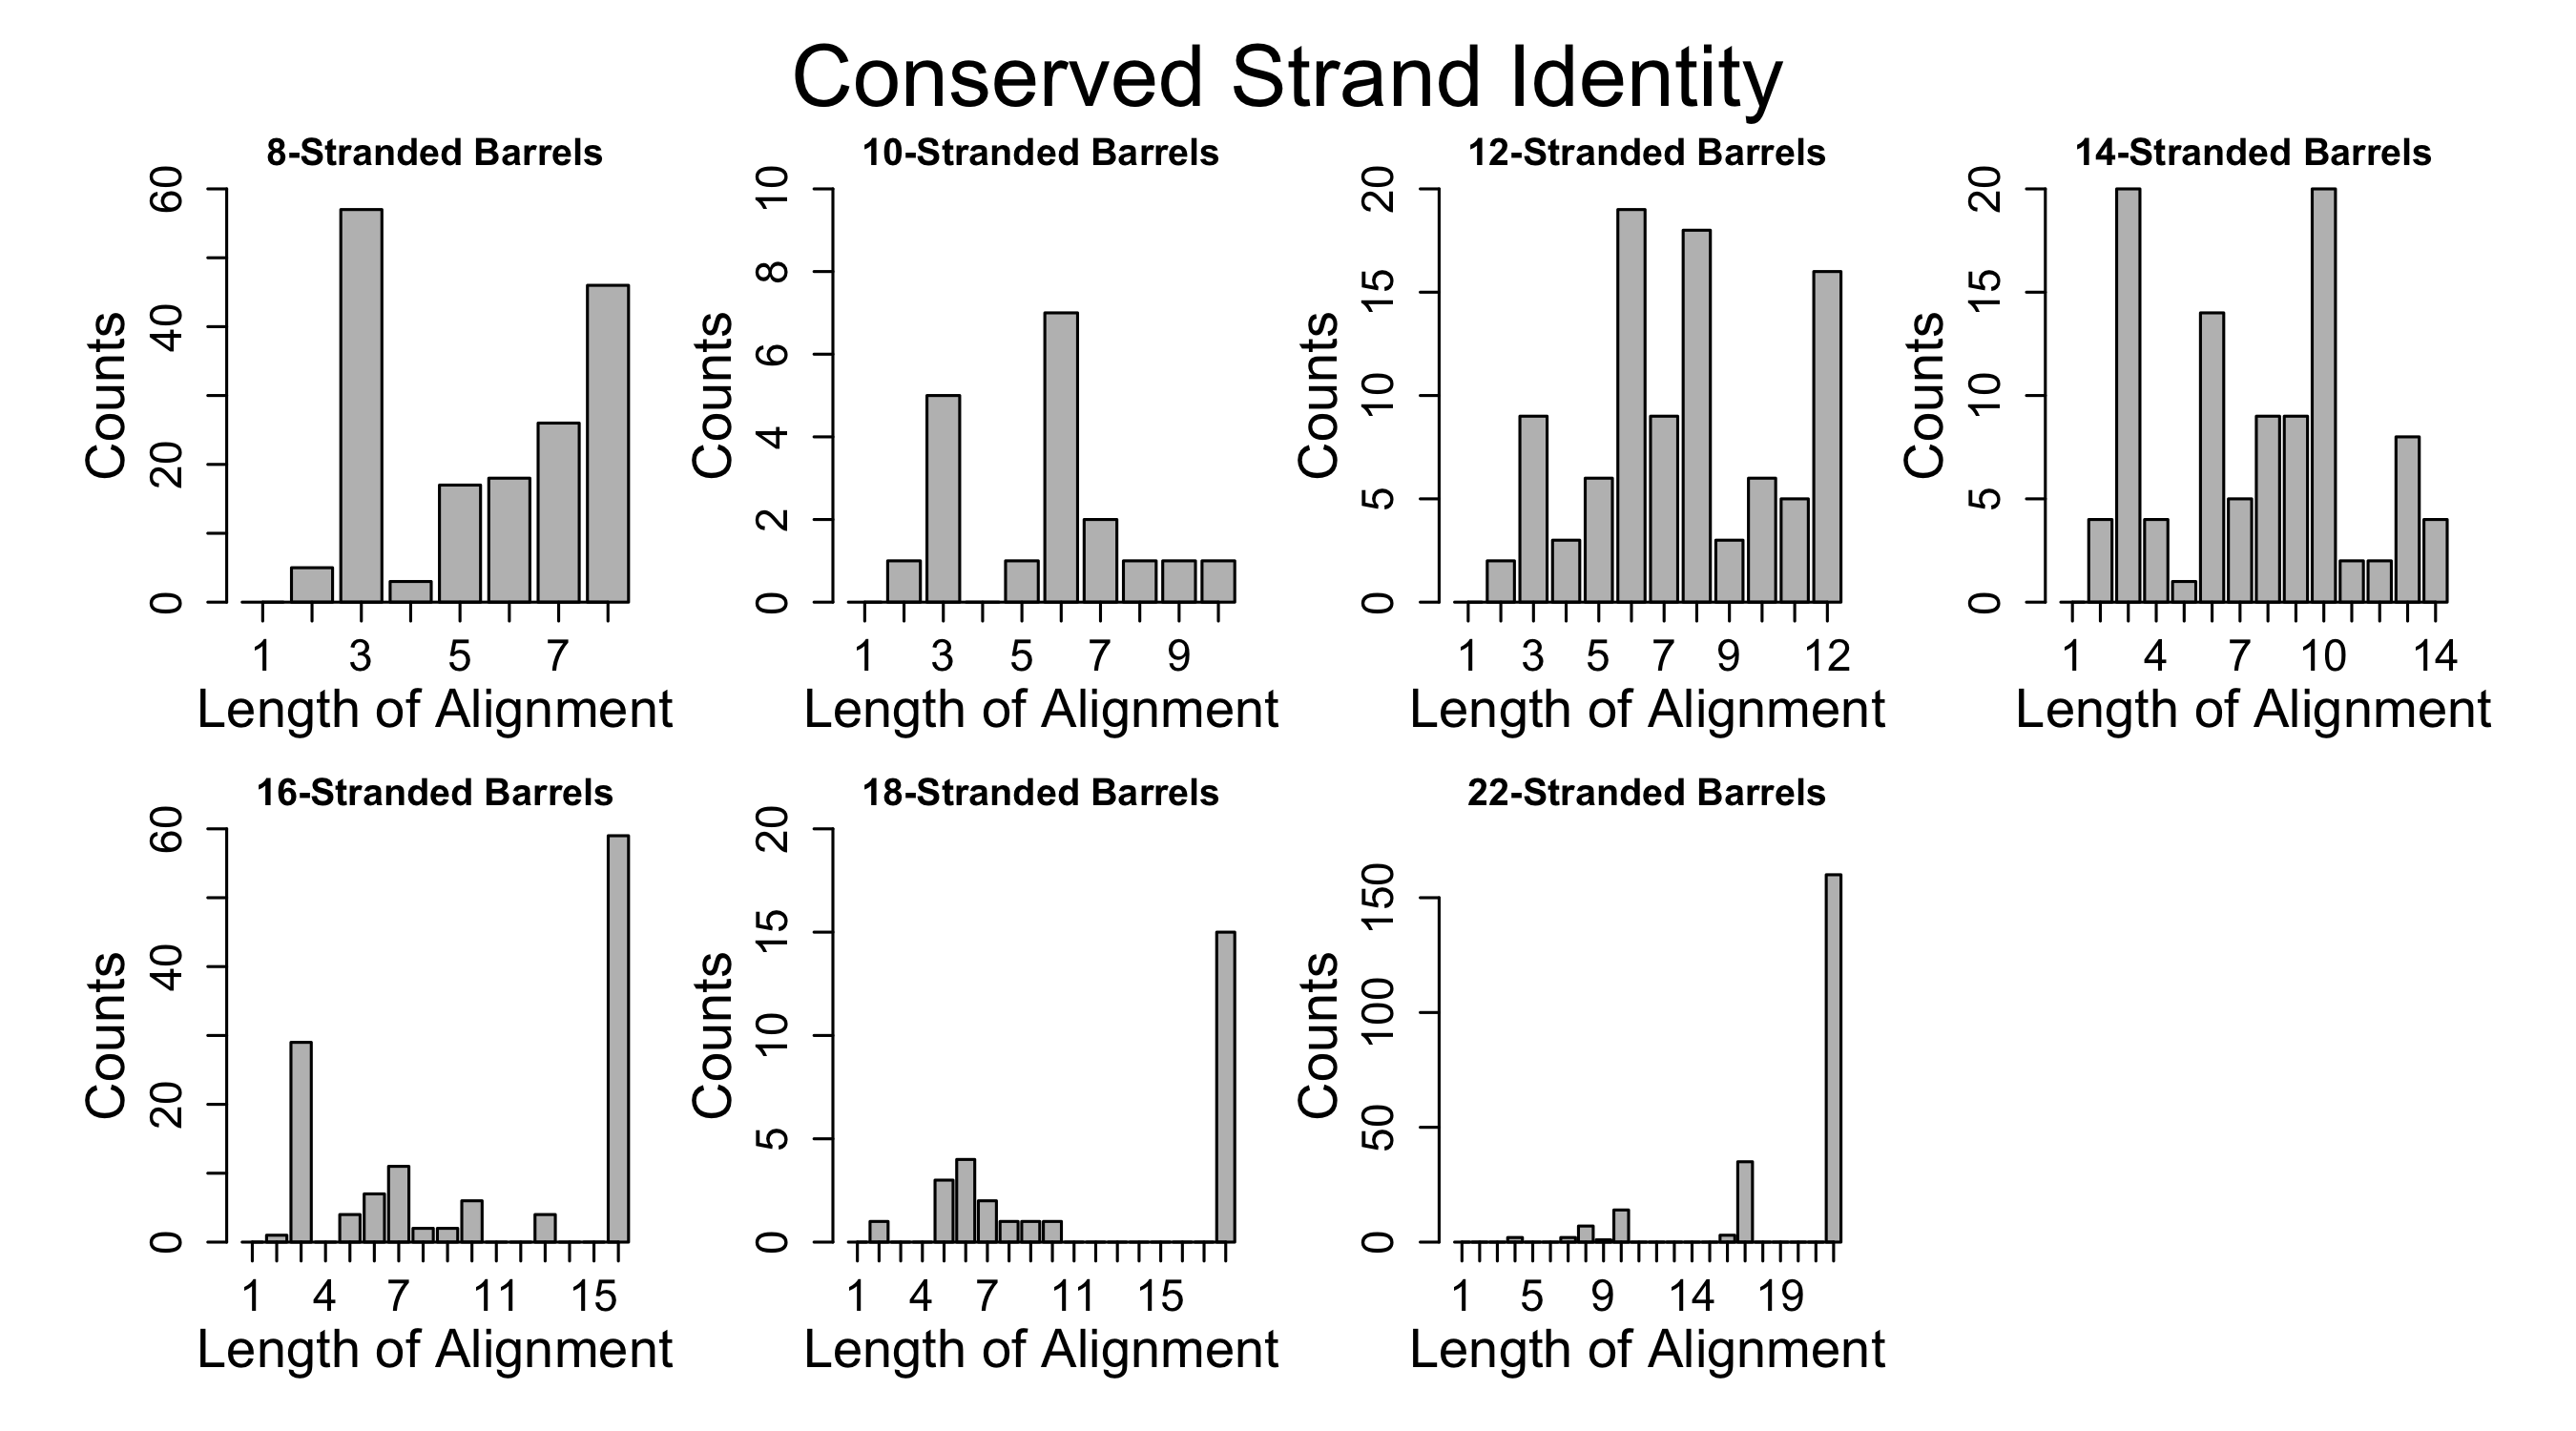 Conserved Strand Identity
8-Stranded Barrels
Counts
0 20 40 60
1 3 5 7
Length of Alignment
10-Stranded Barrels
Counts
0 2 4 6 8 10
1 3 5 7 9
Length of Alignment
12-Stranded Barrels
Counts
0 5 10 15 20
1 3 5 7 9 12
Length of Alignment
14-Stranded Barrels
Counts
0 5 10 15 20
1 4 7 10 14
Length of Alignment
16-Stranded Barrels
Counts
0 20 40 60
1 4 7 11 15
Length of Alignment
18-Stranded Barrels
Counts
0 5 10 15 20
1 4 7 11 15
Length of Alignment
22-Stranded Barrels
Counts
0 50 100 150
1 5 9 14 19
Length of Alignment